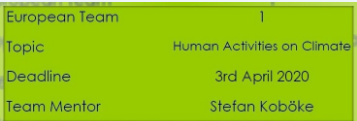 European Team 1
Topic Human Activities on Climate
Deadline 3rd April 2020
Team Mentor Stefan Koböke